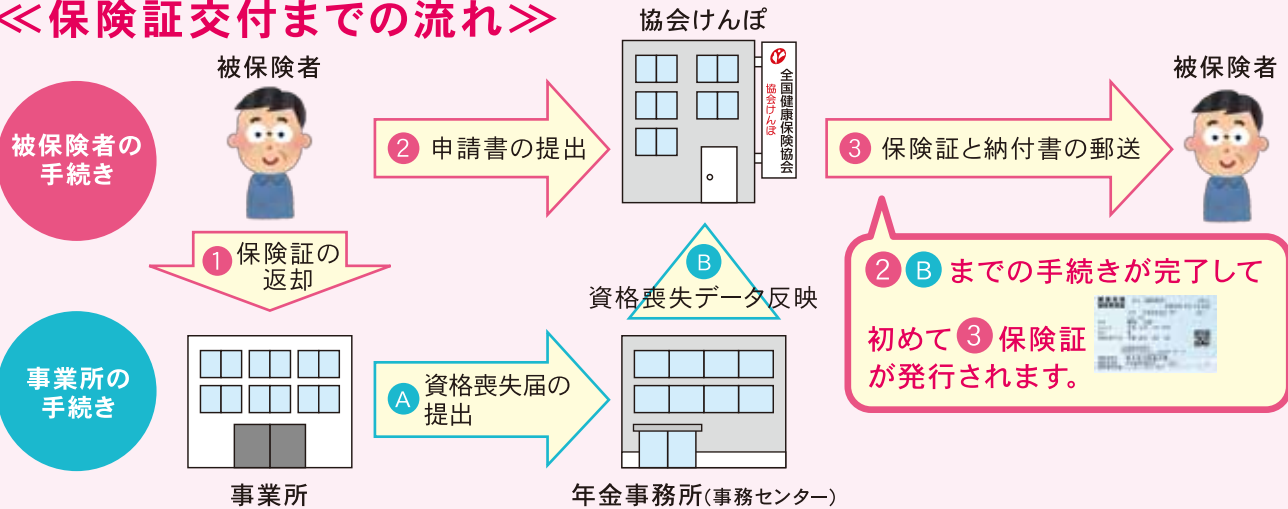 ≪保険証交付までの流れ≫
協会けんぽ
被保険者
被保険者
被保険者の
手続き
② 申請書の提出
全国健康保険協会
協会けんぽ
③ 保険証と納付書の郵送
① 保険証の
返却
Ⓑ
資格喪失データ反映
② Ⓑ までの手続きが完了して
初めて ③ 保険証
が発行されます。
事業所の
手続き
Ⓐ 資格喪失届の
提出
事業所
年金事務所(事務センター)